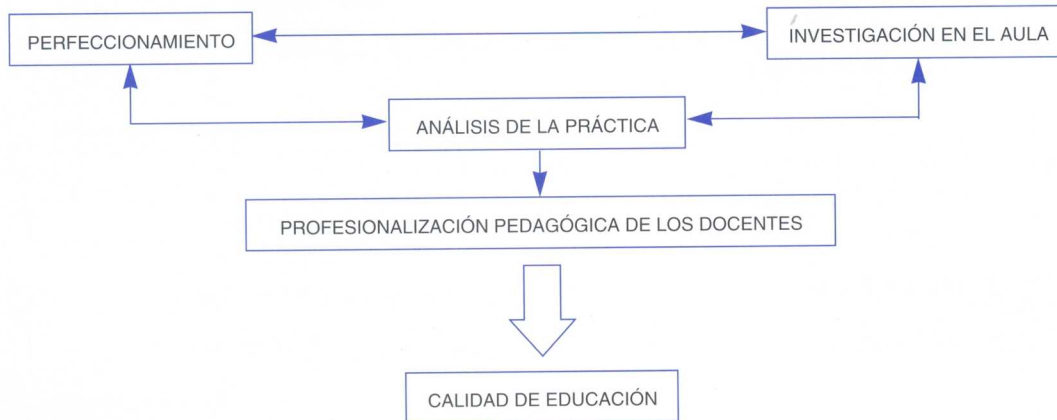 PERFECCIONAMIENTO
INVESTIGACIÓN EN EL AULA
ANÁLISIS DE LA PRÁCTICA
PROFESIONALIZACIÓN PEDAGÓGICA DE LOS DOCENTES
CALIDAD DE EDUCACIÓN